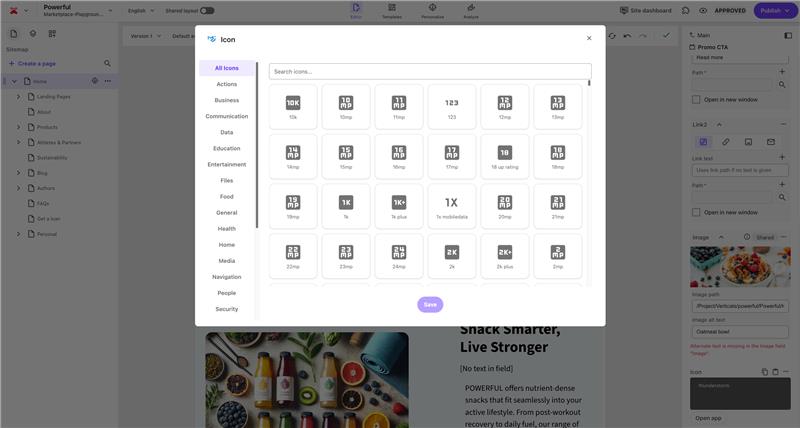 Powerful
Marketplace-Playgroun...
English
Shared layout
Editor
Templates
Personalize
Analyze
Site dashboard
APPROVED
Publish
Sitemap
Create a page
Home
Landing Pages
About
Products
Athletes & Partners
Sustainability
Blog
Authors
FAQs
Get a loan
Personal
Version 1
Icon
All Icons
Actions
Business
Communication
Data
Education
Entertainment
Files
Food
General
Health
Home
Media
Navigation
People
Security
Search icons...
10K
10 MP
11 MP
123
12 MP
13 MP
10k
10mp
11mp
123
12mp
13mp
14 MP
15 MP
16 MP
17 MP
18
18 MP
14mp
15mp
16mp
17mp
18 up rating
18mp
19 MP
1K
1K+
1X
20 MP
21 MP
19mp
1k
1k plus
1x mobiledata
20mp
21mp
22 MP
23 MP
24 MP
2K
2K+
2 MP
22mp
23mp
24mp
2k
2k plus
2mp
Save
Snack Smarter,
Live Stronger
[No text in field]
POWERFUL offers nutrient-dense
snacks that fit seamlessly into your
active lifestyle. From post-workout
recovery to daily fuel, our range of
Main
Promo CTA
Read more
Path*
Open in new window
Link2
Link text
Uses link path if no text is given
Path*
Open in new window
Image
Shared
Image path
Image alt text
Oatmeal bowl
Alternate text is missing in the image field
"image".
Icon
thunderstorm
Open app